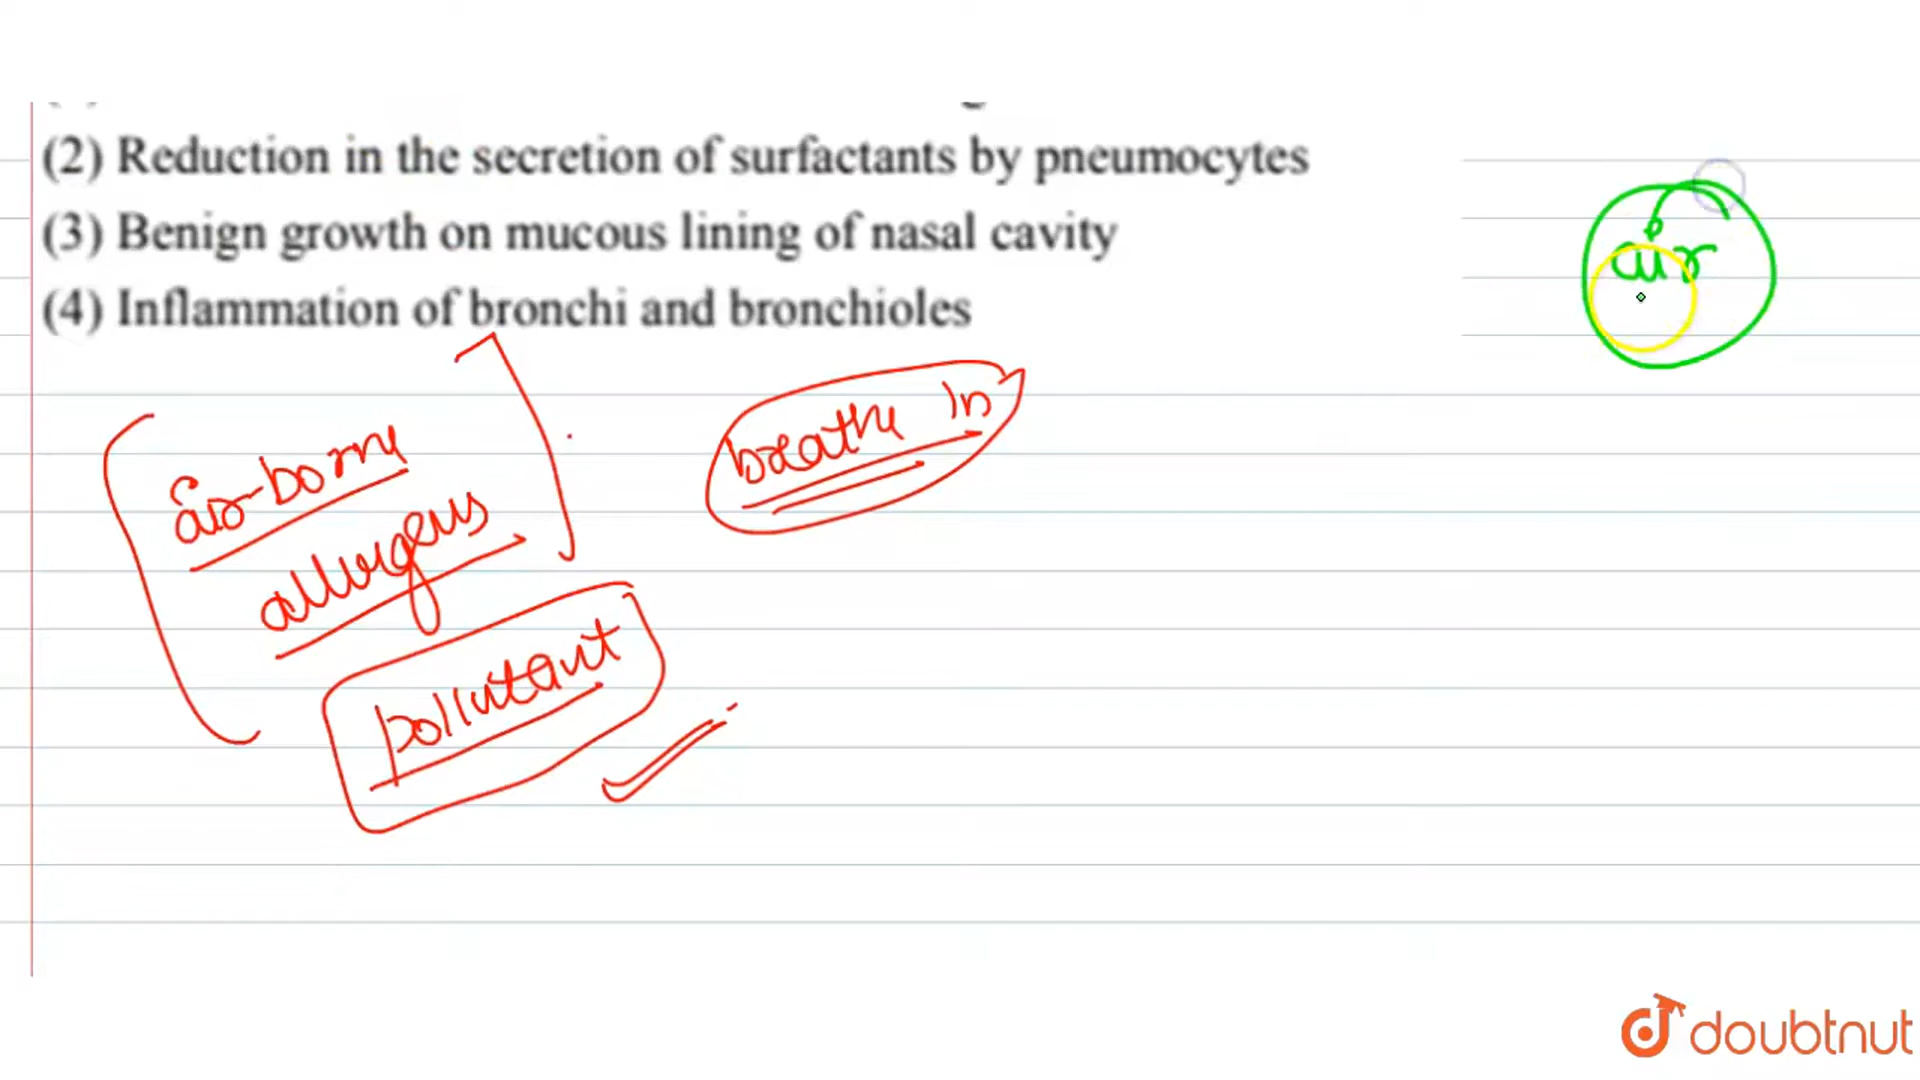 (2) Reduction in the secretion of surfactants by pneumocytes
(3) Benign growth on mucous lining of nasal cavity
(4) Inflammation of bronchi and bronchioles
air
breathe in
air-borne
allergens
pollutant
doubtnut